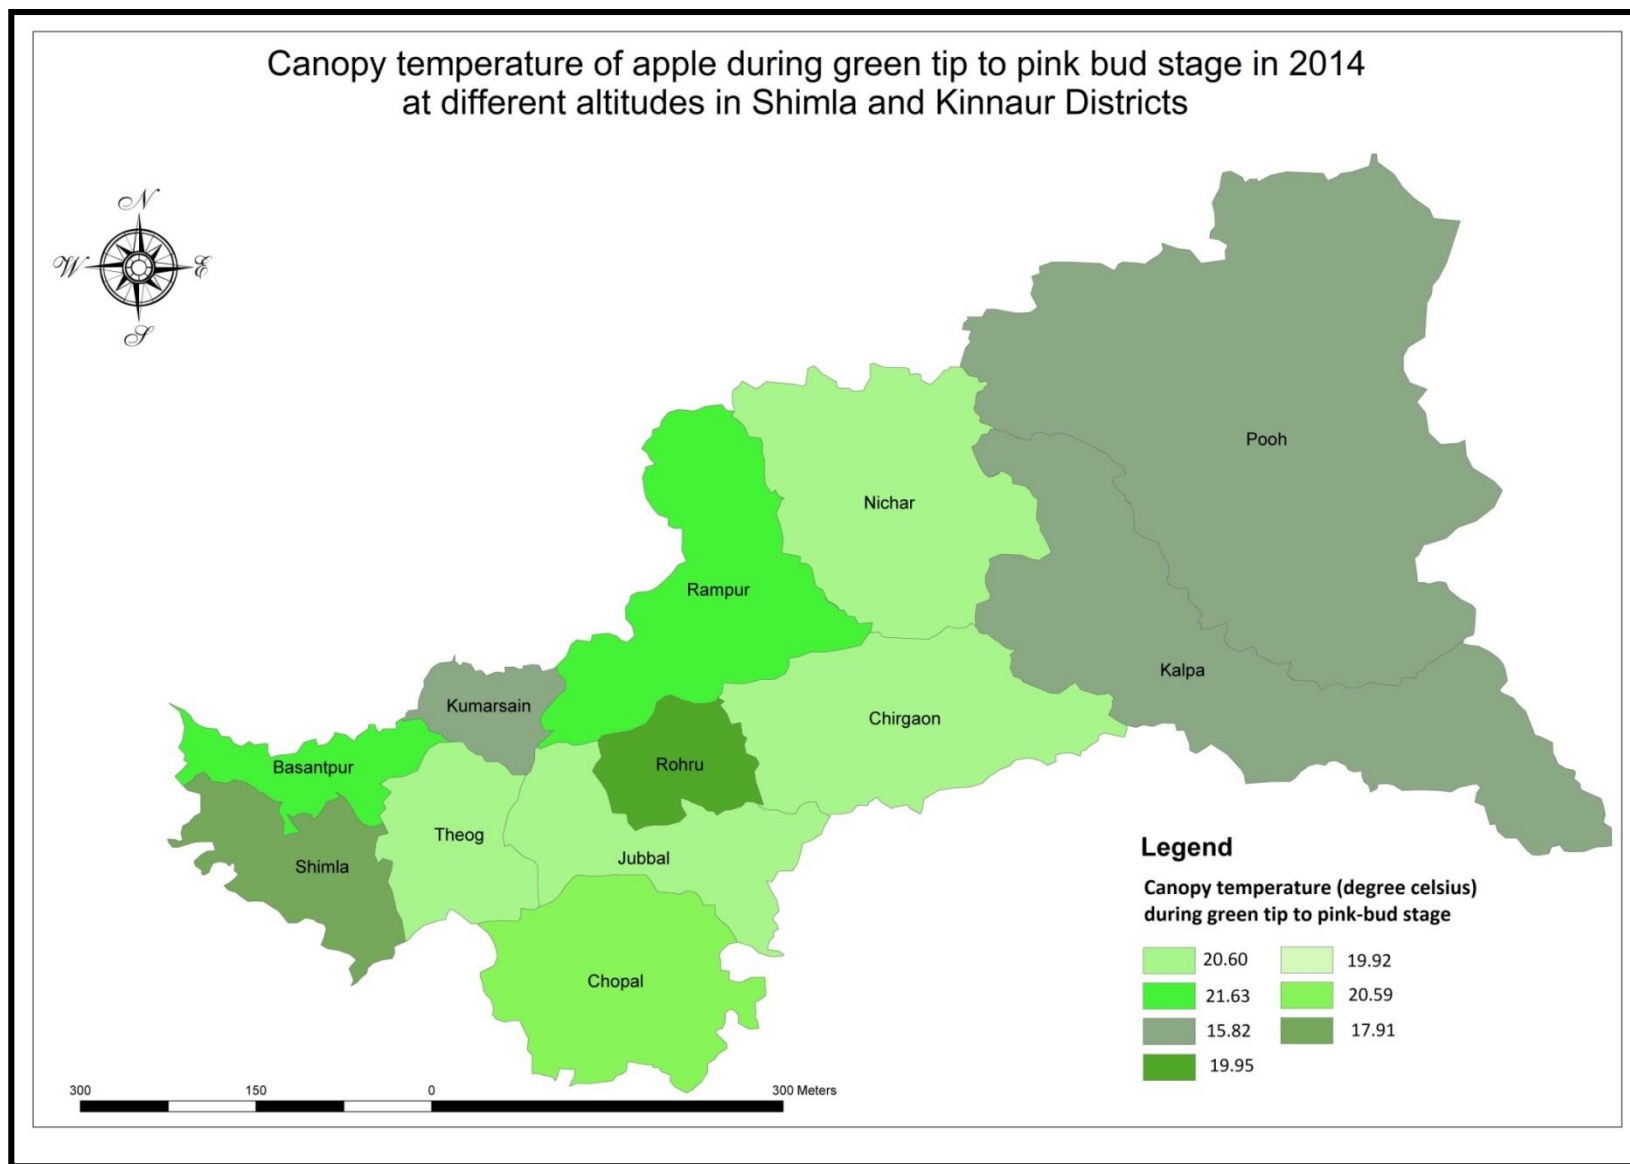 Canopy temperature of apple during green tip to pink bud stage in 2014
at different altitudes in Shimla and Kinnaur Districts
N
W E
S
Pooh
Nichar
Rampur
Kalpa
Kumarsain
Chirgaon
Basantpur
Rohru
Theog
Jubbal
Shimla
Chopal
Legend
Canopy temperature (degree celsius)
during green tip to pink-bud stage
20.60 19.92
21.63 20.59
15.82 17.91
19.95
300 150 0 300 Meters